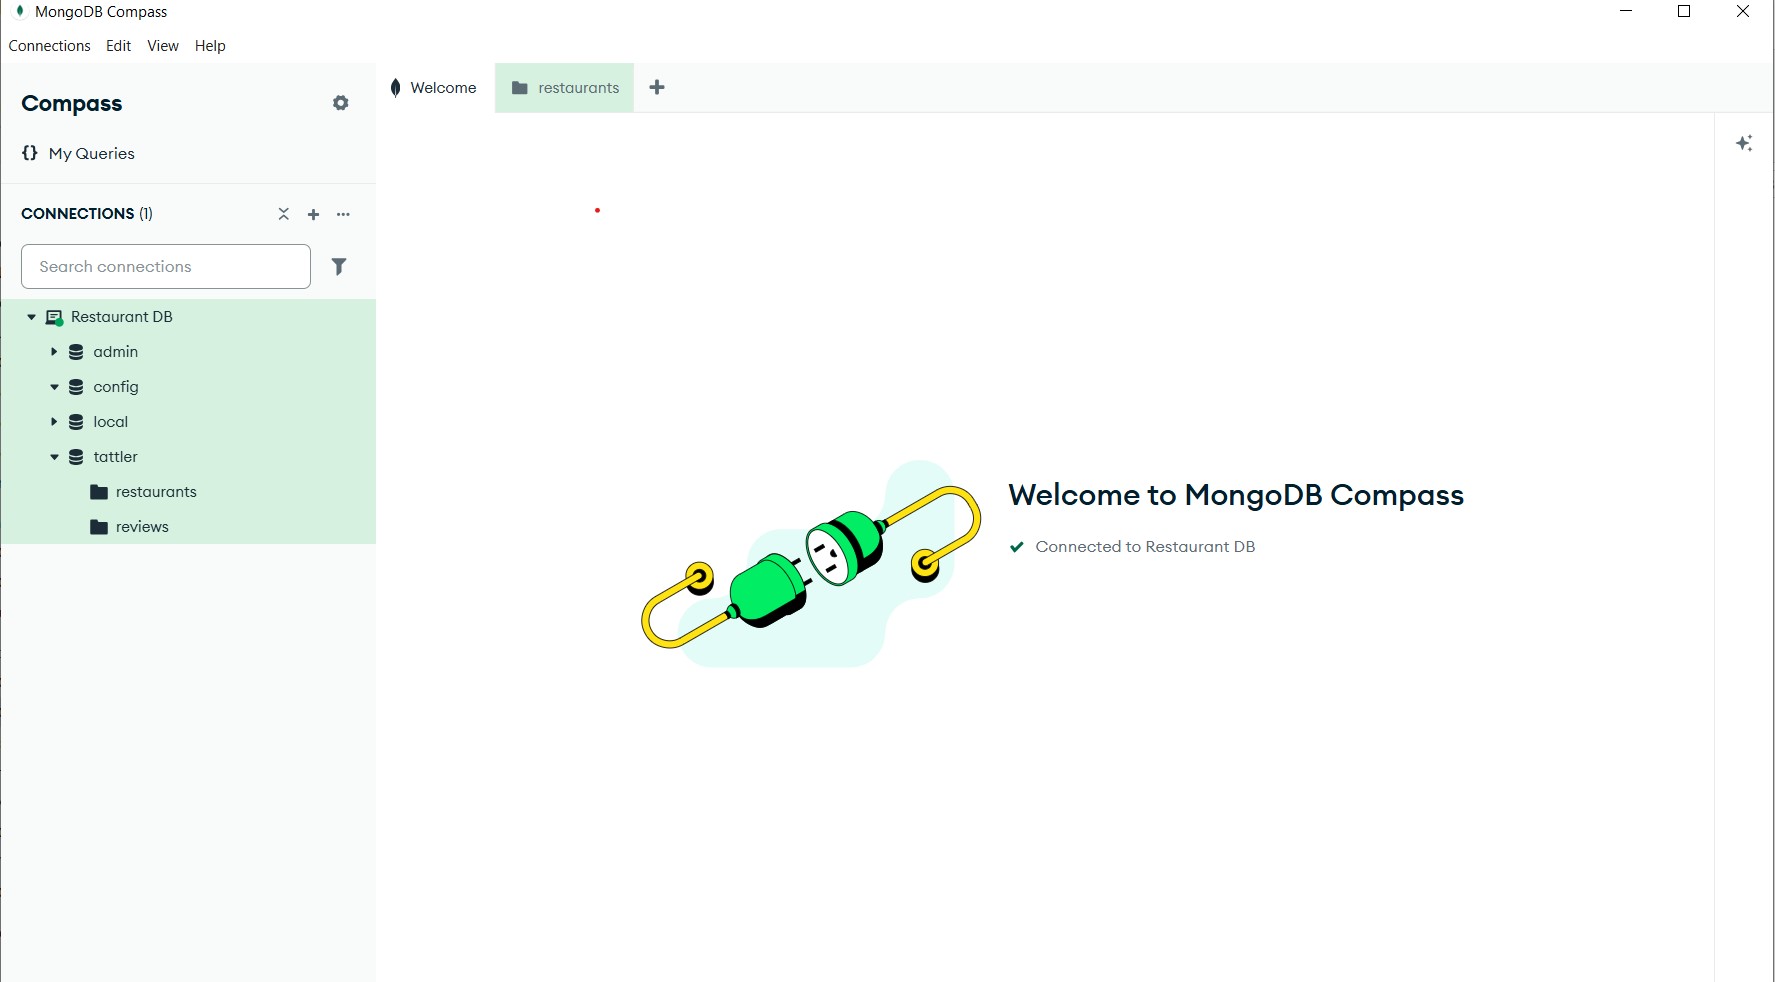 MongoDB Compass
Connections Edit View Help
Compass
{} My Queries
CONNECTIONS (1)
Search connections
Restaurant DB
admin
config
local
tattler
restaurants
reviews
Welcome
restaurants
Welcome to MongoDB Compass
Connected to Restaurant DB